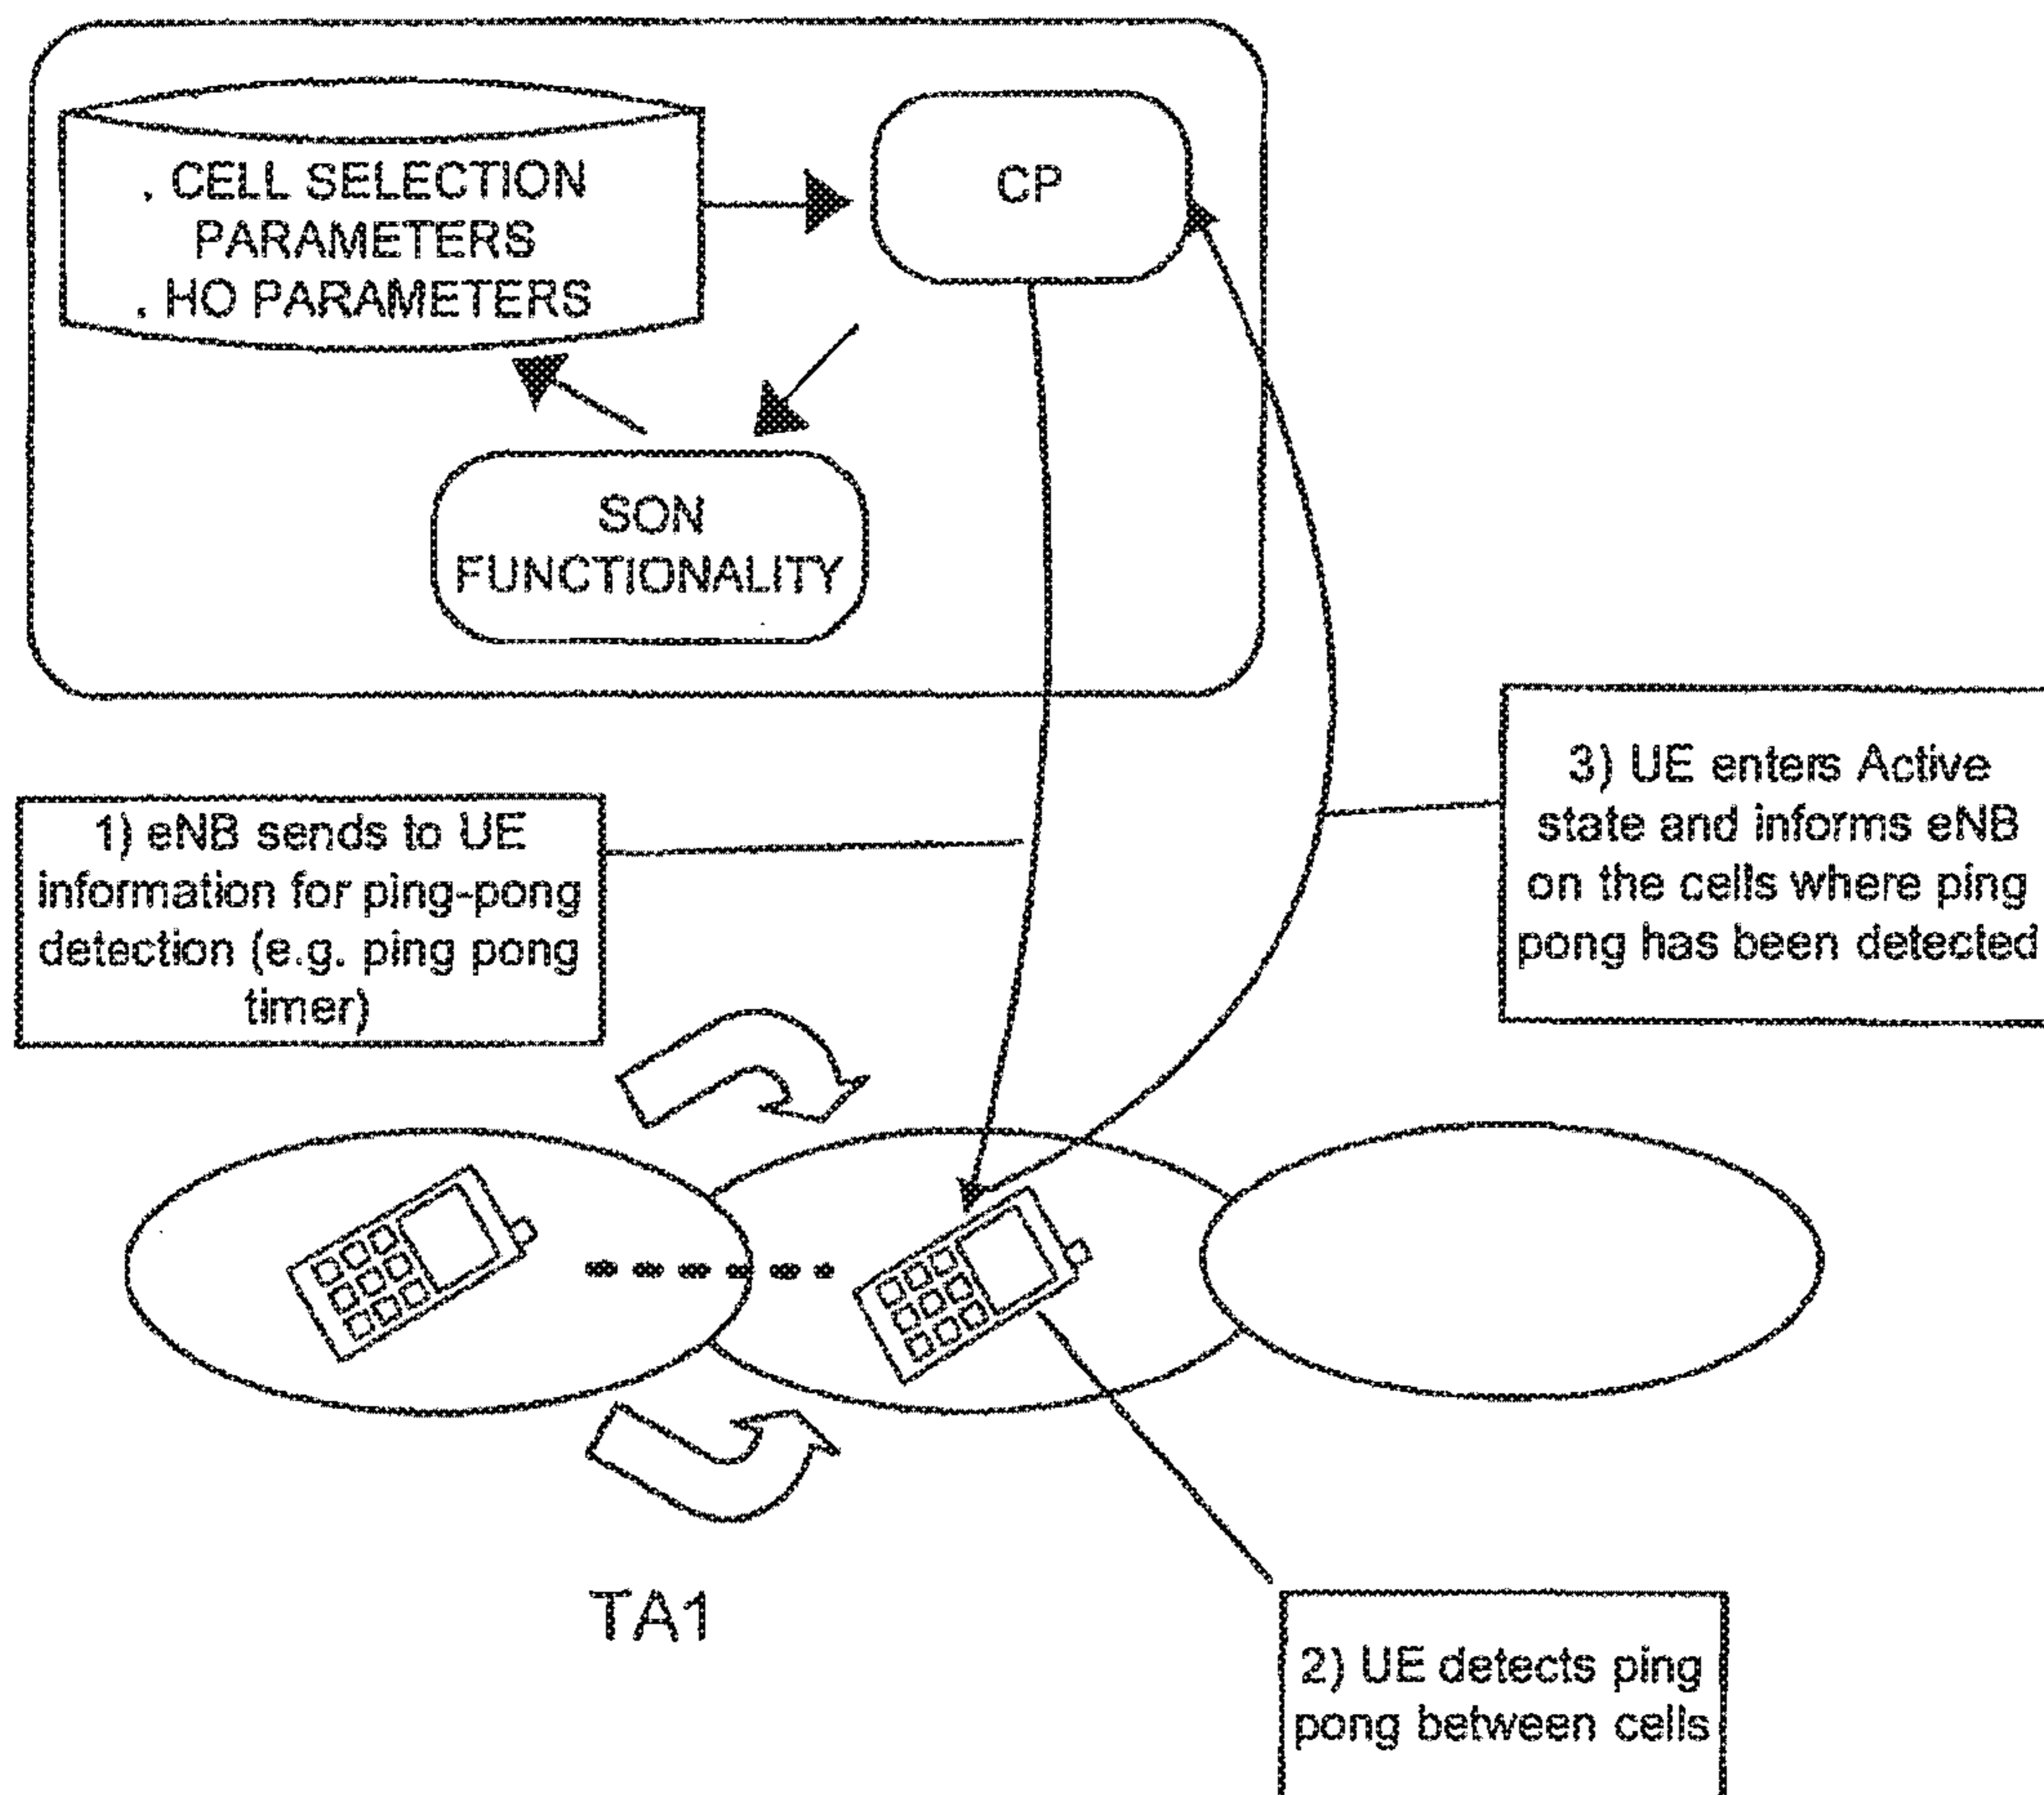 . CELL SELECTION
PARAMETERS
. HO PARAMETERS
CP
SON
FUNCTIONALITY
1) eNB sends to UE
information for ping-pong
detection (e.g. ping pong
timer)
3) UE enters Active
state and informs eNB
on the cells where ping
pong has been detected
TA1
2) UE detects ping
pong between cells